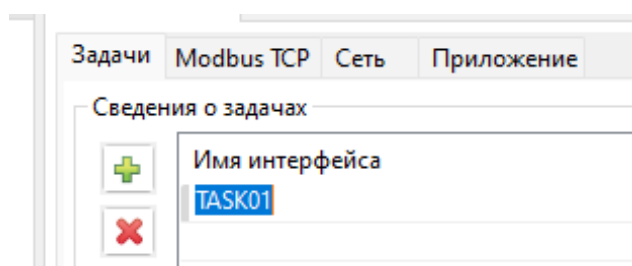 Задачи Modbus TCP Сеть Приложение
Сведения о задачах
Имя интерфейса
TASK01